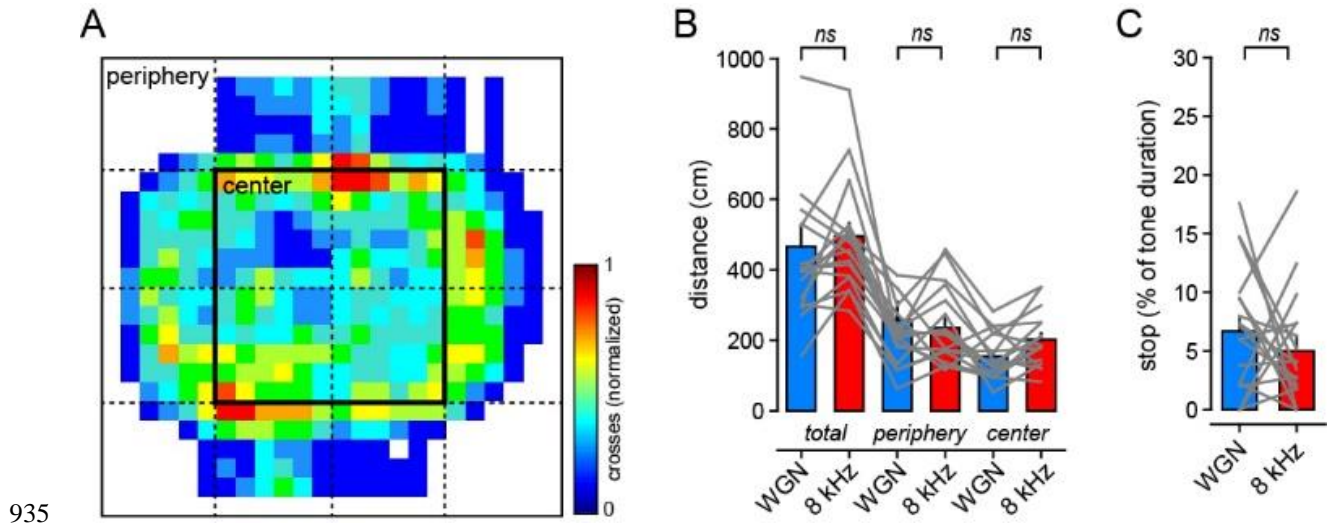 A
periphery
center
1
crosses (normalized)
0
B
ns
ns
ns
1000
800
600
400
200
0
distance (cm)
total
periphery
center
WGN
8 kHz
WGN
8 kHz
WGN
8 kHz
C
ns
30
25
20
15
10
5
0
stop (% of tone duration)
WGN
8 kHz
935